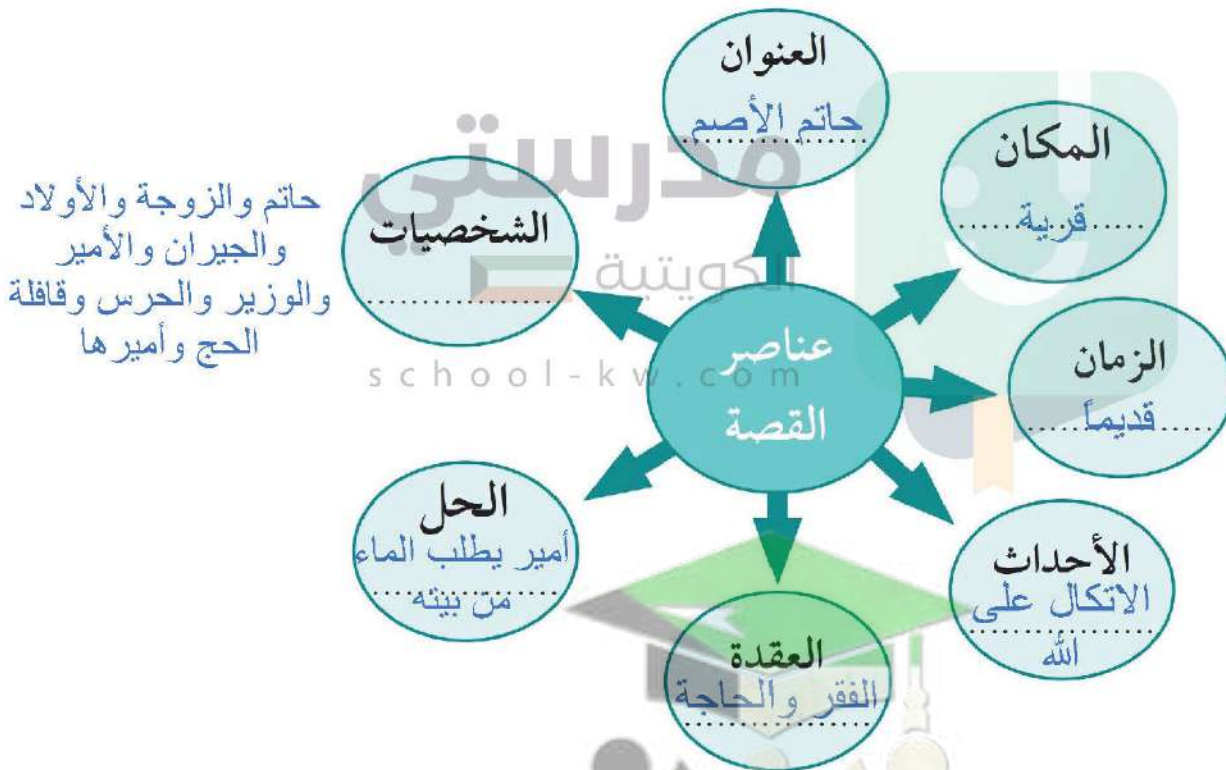 العنوان
حاتم الأصم
المكان
قرية
الزمان
قديماً
الأحداث
الاتكال على
الله
العقدة
الفقر والحاجة
الحل
أمير يطلب الماء
من بيته
الشخصيات
حاتم والزوجة والأولاد
والجيران والأمير
والوزير والحرس وقافلة
الحج وأميرها
عناصر
القصة
مدرستي
الكويتية
school-kw.com